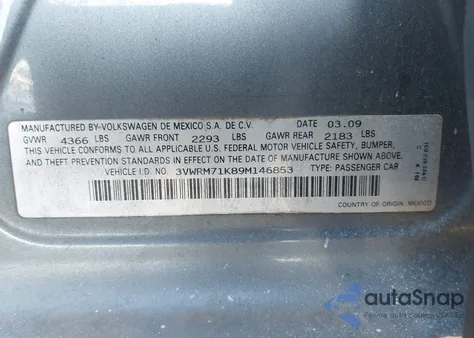 MANUFACTURED BY-VOLKSWAGEN DE MEXICO S.A. DE C.V. DATE 03.09
GVWR 4366 LBS GAWR FRONT 2293 LBS GAWR REAR 2183 LBS
THIS VEHICLE CONFORMS TO ALL APPLICABLE U.S. FEDERAL MOTOR VEHICLE SAFETY, BUMPER,
AND THEFT PREVENTION STANDARDS IN EFFECT ON THE DATE OF MANUFACTURE SHOWN ABOVE.
VEHICLE I.D. NO. 3VWRM71K89M146853 TYPE: PASSENGER CAR
COUNTRY OF ORIGIN: MEXICO
autoSnap